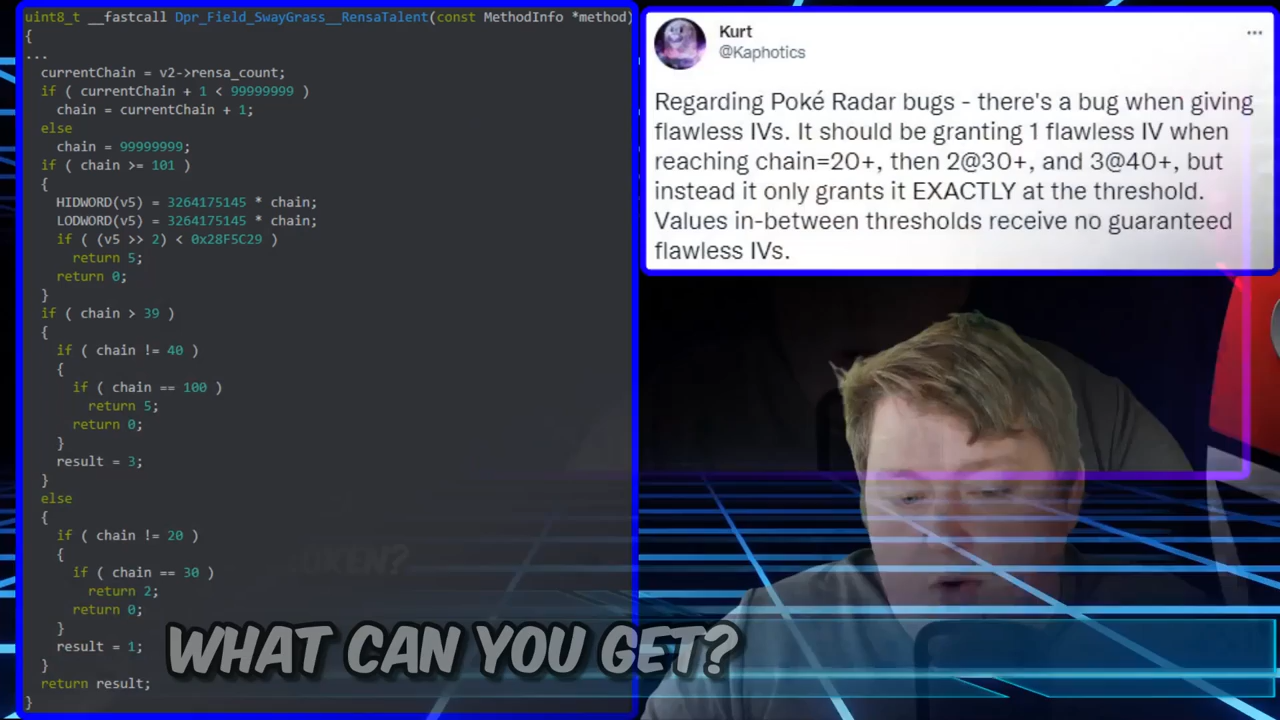 uint8_t __fastcall Dpr_Field_SwayGrass__RensaTalent(const MethodInfo *method)
{
...
currentChain = v2->rensa_count;
if ( currentChain + 1 < 99999999 )
chain = currentChain + 1;
else
chain = 99999999;
if ( chain >= 101 )
{
HIDWORD(v5) = 3264175145 * chain;
LODWORD(v5) = 3264175145 * chain;
if ( (v5 >> 2) < 0x28F5C29 )
return 5;
return 0;
}
if ( chain > 39 )
{
if ( chain != 40 )
{
if ( chain == 100 )
return 5;
return 0;
}
result = 3;
}
else
{
if ( chain != 20 )
{
if ( chain == 30 )
return 2;
return 0;
}
result = 1;
}
return result;
}
Kurt
@Kaphotics
Regarding Poké Radar bugs - there's a bug when giving
flawless IVs. It should be granting 1 flawless IV when
reaching chain=20+, then 2@30+, and 3@40+, but
instead it only grants it EXACTLY at the threshold.
Values in-between thresholds receive no guaranteed
flawless IVs.
WHAT CAN YOU GET?